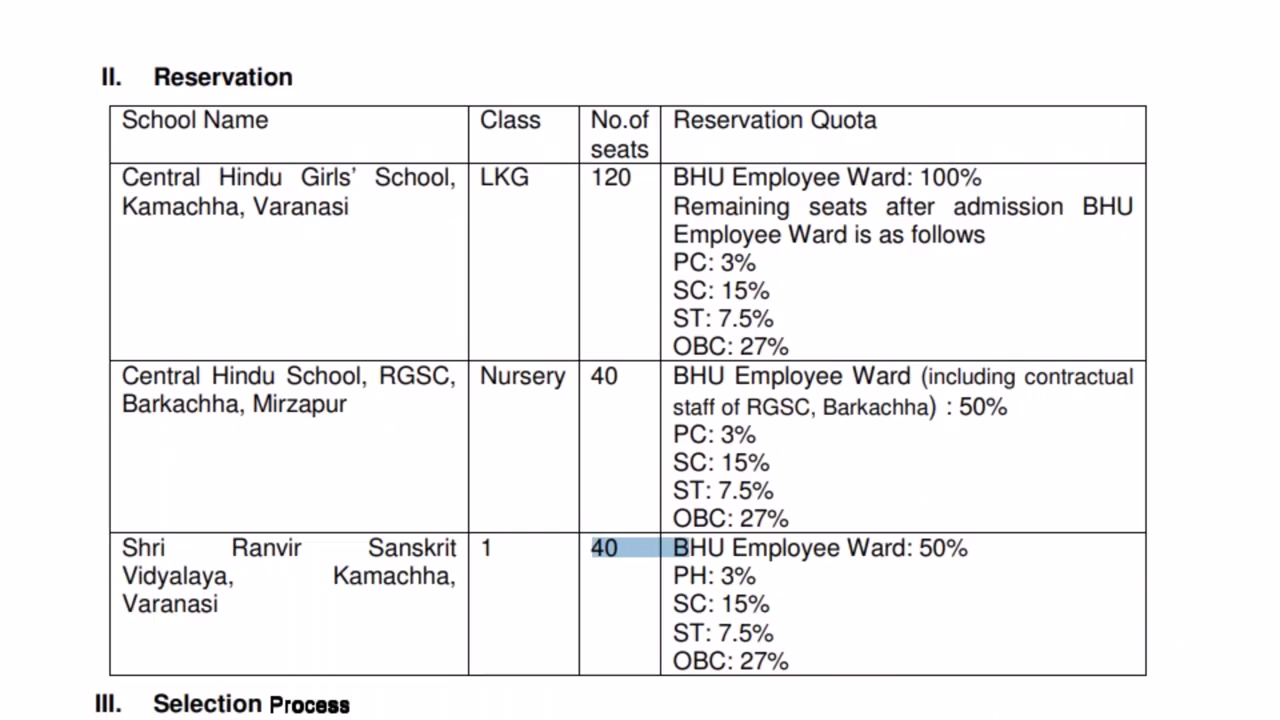 II. Reservation
School Name Class No.of seats Reservation Quota
Central Hindu Girls' School, Kamachha, Varanasi
LKG
120
BHU Employee Ward: 100%
Remaining seats after admission BHU
Employee Ward is as follows
PC: 3%
SC: 15%
ST: 7.5%
OBC: 27%
Central Hindu School, RGSC,
Barkachha, Mirzapur
Nursery
40
BHU Employee Ward (including contractual
staff of RGSC, Barkachha) : 50%
PC: 3%
SC: 15%
ST: 7.5%
OBC: 27%
Shri Ranvir Sanskrit
Vidyalaya, Kamachha,
Varanasi
1
40
BHU Employee Ward: 50%
PH: 3%
SC: 15%
ST: 7.5%
OBC: 27%
III. Selection Process